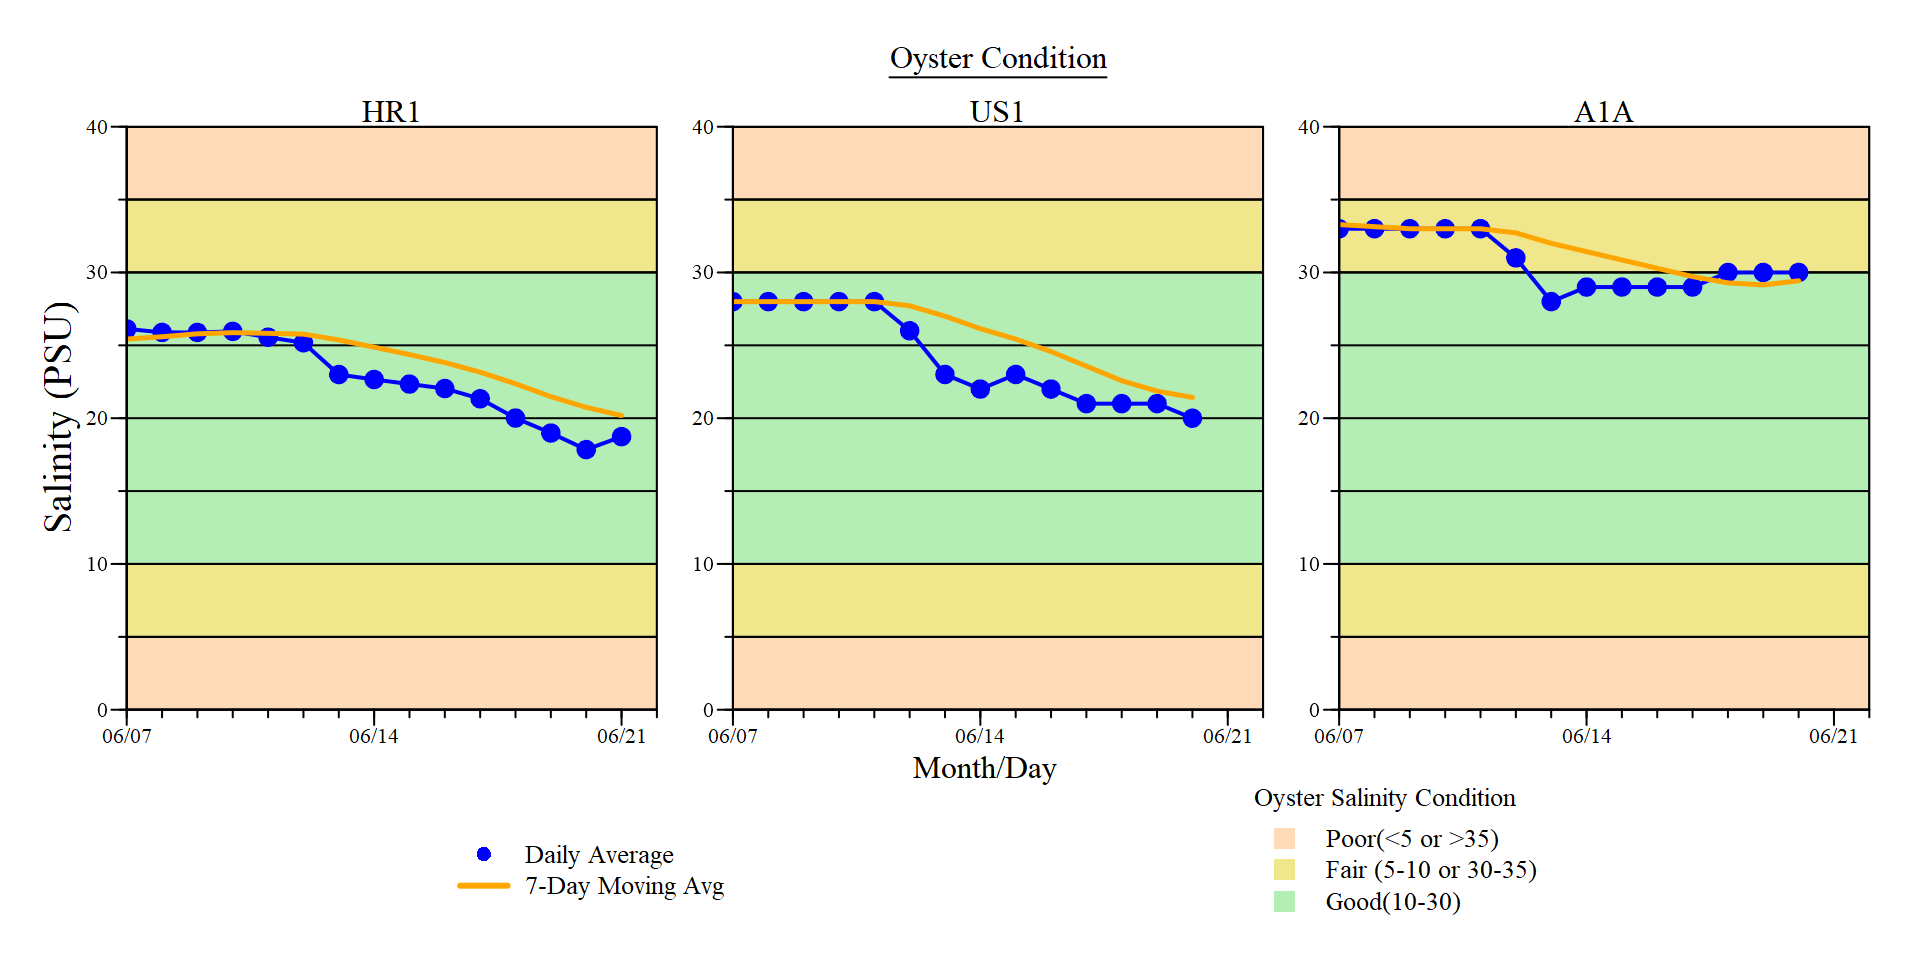 Oyster Condition
HR1
US1
A1A
40
30
20
10
0
40
30
20
10
0
40
30
20
10
0
Salinity (PSU)
06/07 06/14 06/21
06/07 06/14 06/21
06/07 06/14 06/21
Month/Day
Daily Average
7-Day Moving Avg
Oyster Salinity Condition
Poor(<5 or >35)
Fair (5-10 or 30-35)
Good(10-30)